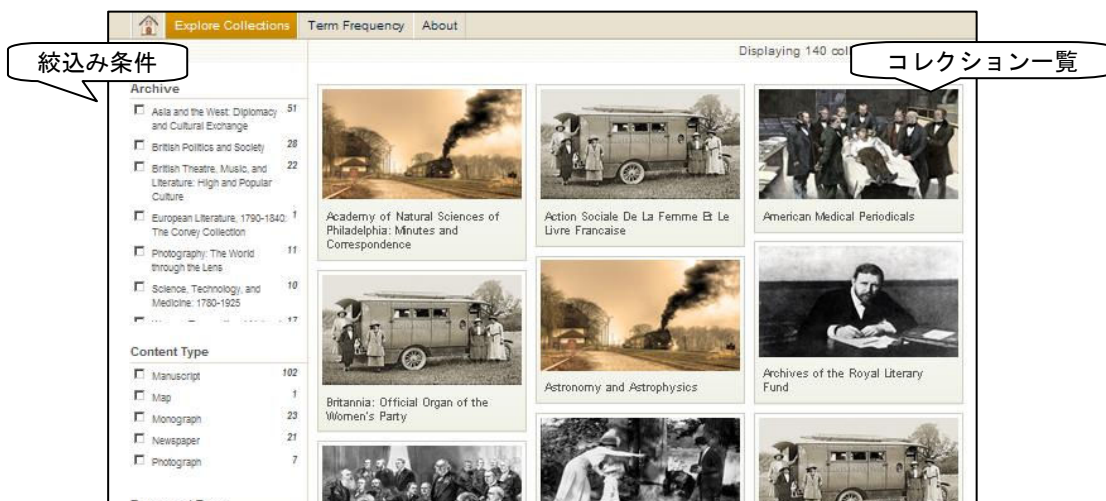 Explore Collections Term Frequency About
絞込み条件
Displaying 140
コレクション一覧
Archive
Asia and the West: Diplomacy 51
and Cultural Exchange
British Politics and Society 28
British Theatre, Music, and 22
Literature: High and Popular
Culture
European Literature, 1790-1840: 1
The Corvey Collection
Photography: The World 11
through the Lens
Science, Technology, and 10
Medicine: 1780-1925
17
Content Type
Manuscript 102
Map 1
Monograph 23
Newspaper 21
Photograph 7
Academy of Natural Sciences of
Philadelphia: Minutes and
Correspondence
Action Sociale De La Femme Et Le
Livre Francaise
American Medical Periodicals
Britannia: Official Organ of the
Women's Party
Astronomy and Astrophysics
Archives of the Royal Literary
Fund